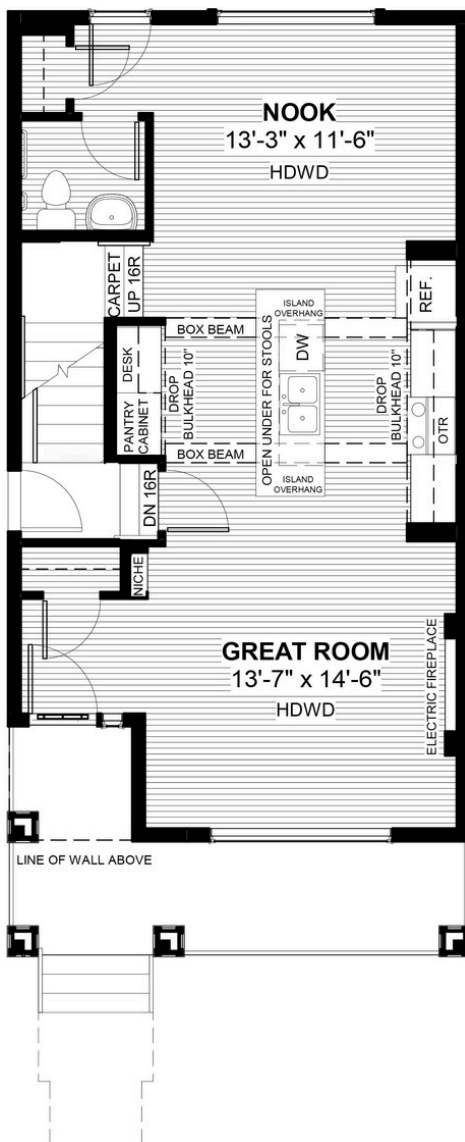 NOOK
13'-3" x 11'-6"
HDWD
CARPET
UP 16R
REF.
ISLAND
OVERHANG
BOX BEAM
DW
OPEN UNDER FOR STOOLS
DESK
PANTRY
CABINET
DROP
BULKHEAD 10"
DROP
BULKHEAD 10"
OTR
BOX BEAM
ISLAND
OVERHANG
DN 16R
NICHE
GREAT ROOM
13'-7" x 14'-6"
HDWD
ELECTRIC FIREPLACE
LINE OF WALL ABOVE